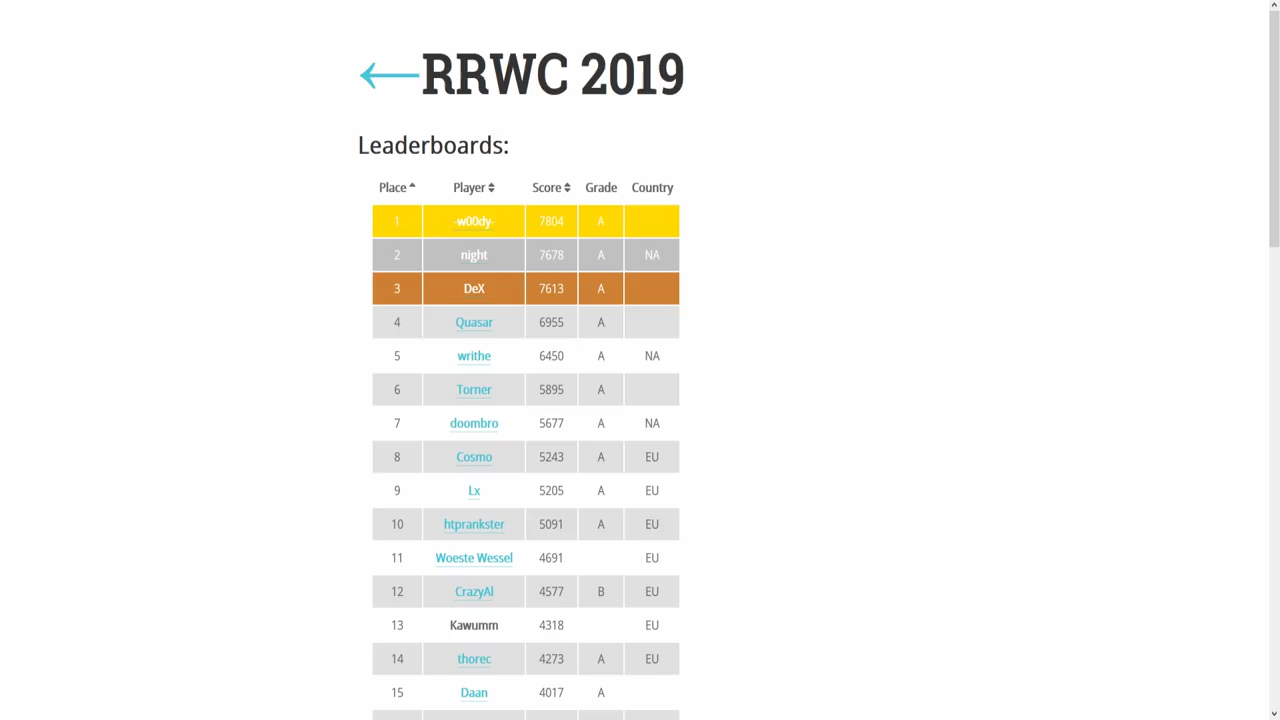 ←RRWC 2019
Leaderboards:
Place Player Score Grade Country
1 -w00dy- 7804 A
2 night 7678 A NA
3 DeX 7613 A
4 Quasar 6955 A
5 writhe 6450 A NA
6 Torner 5895 A
7 doombro 5677 A NA
8 Cosmo 5243 A EU
9 Lx 5205 A EU
10 htprankster 5091 A EU
11 Woeste Wessel 4691 EU
12 CrazyAl 4577 B EU
13 Kawumm 4318 EU
14 thorec 4273 A EU
15 Daan 4017 A